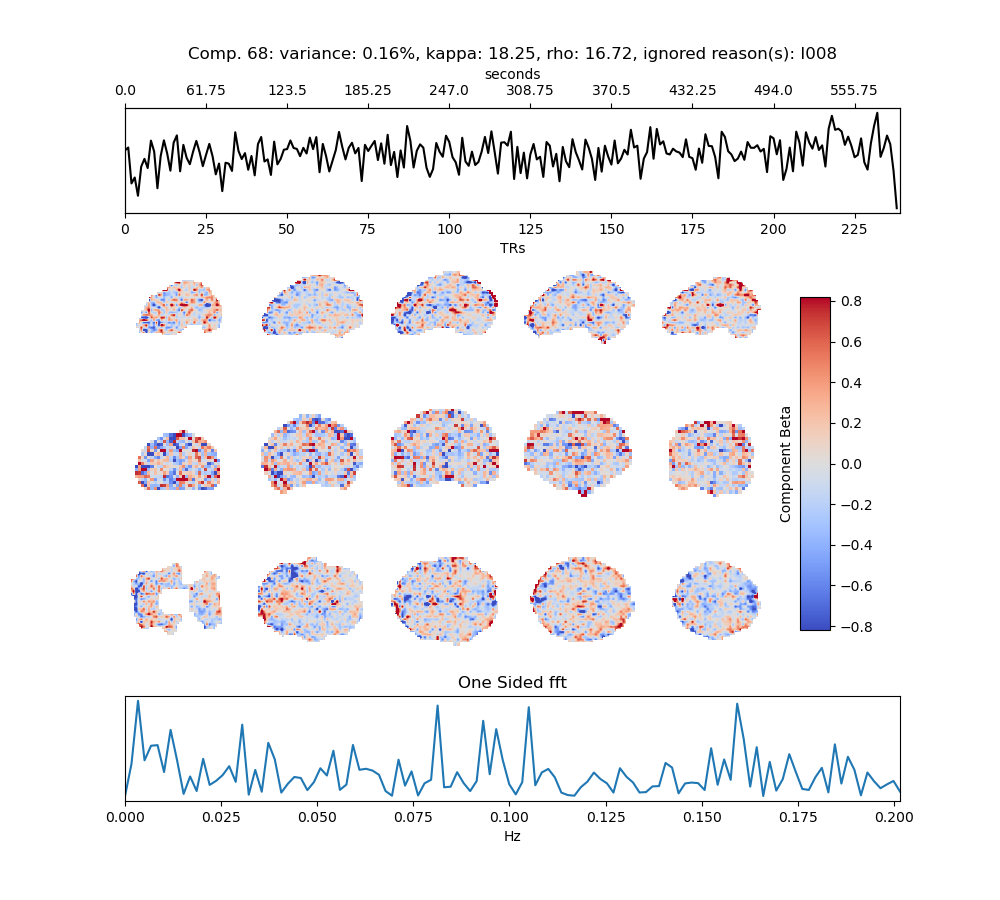 Comp. 68: variance: 0.16%, kappa: 18.25, rho: 16.72, ignored reason(s): I008
seconds
0.0 61.75 123.5 185.25 247.0 308.75 370.5 432.25 494.0 555.75
0 25 50 75 100 125 150 175 200 225
TRs
0.8
0.6
0.4
0.2
0.0
−0.2
−0.4
−0.6
−0.8
Component Beta
One Sided fft
0.000 0.025 0.050 0.075 0.100 0.125 0.150 0.175 0.200
Hz